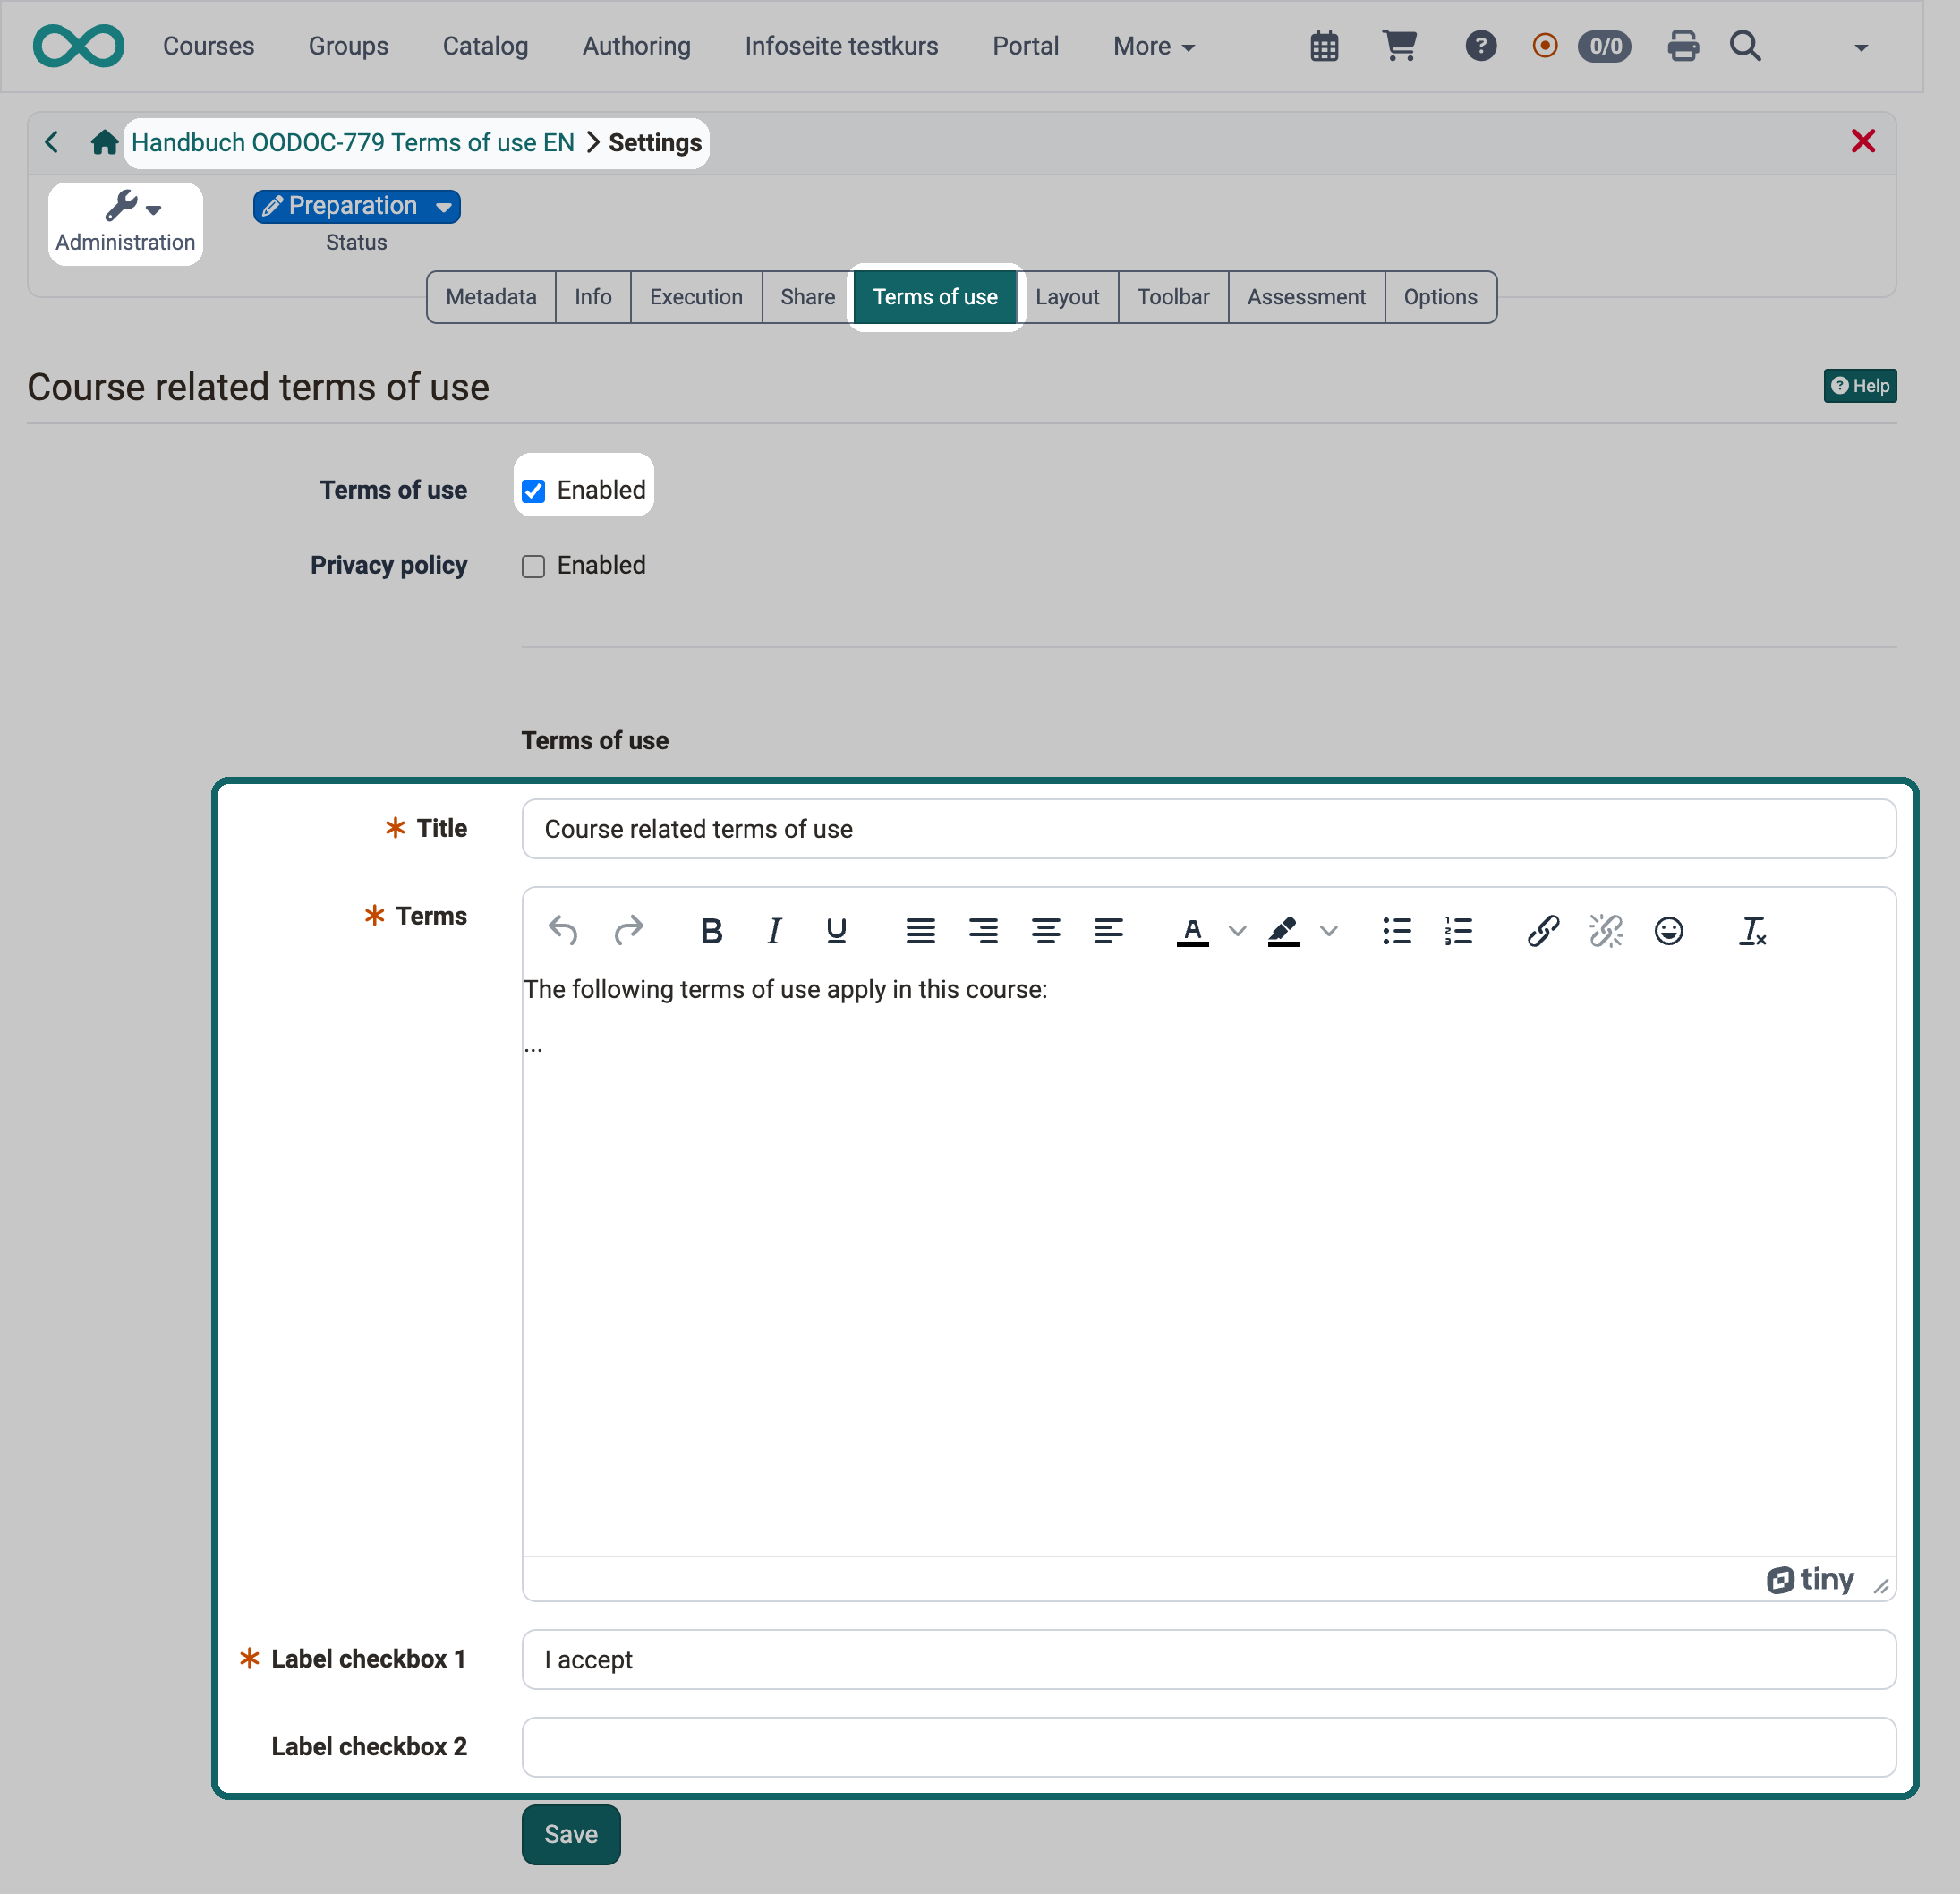 Courses Groups Catalog Authoring Infoseite testkurs Portal More 0/0
Handbuch OODOC-779 Terms of use EN Settings
Preparation
Administration Status
Metadata Info Execution Share Terms of use Layout Toolbar Assessment Options
Course related terms of use
Help
Terms of use Enabled
Privacy policy Enabled
Terms of use
* Title Course related terms of use
* Terms
The following terms of use apply in this course:
...
tiny
* Label checkbox 1 I accept
Label checkbox 2
Save